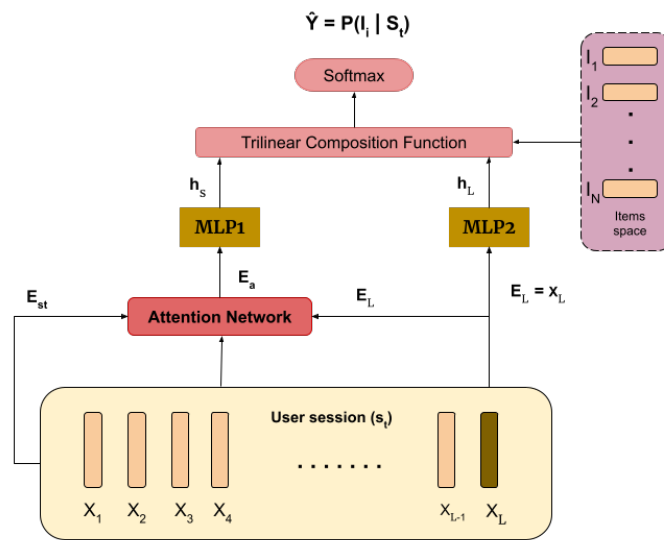 Ŷ = P(I_i | S_t)
Softmax
I_1
Trilinear Composition Function
I_2
.
.
.
I_N
Items
space
h_S
h_L
MLP1
MLP2
E_a
E_st
E_L
E_L = x_L
Attention Network
User session (s_t)
. . . . . . .
X_1 X_2 X_3 X_4 X_L-1 X_L